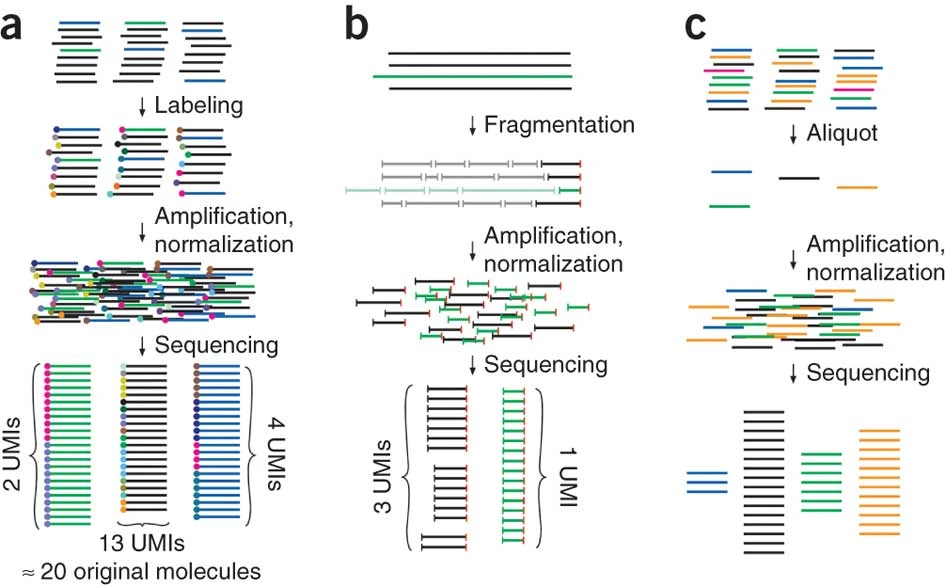 a
Labeling
Amplification,
normalization
Sequencing
2 UMIs
4 UMIs
13 UMIs
≈ 20 original molecules
b
Fragmentation
Amplification,
normalization
Sequencing
3 UMIs
1 UMI
c
Aliquot
Amplification,
normalization
Sequencing